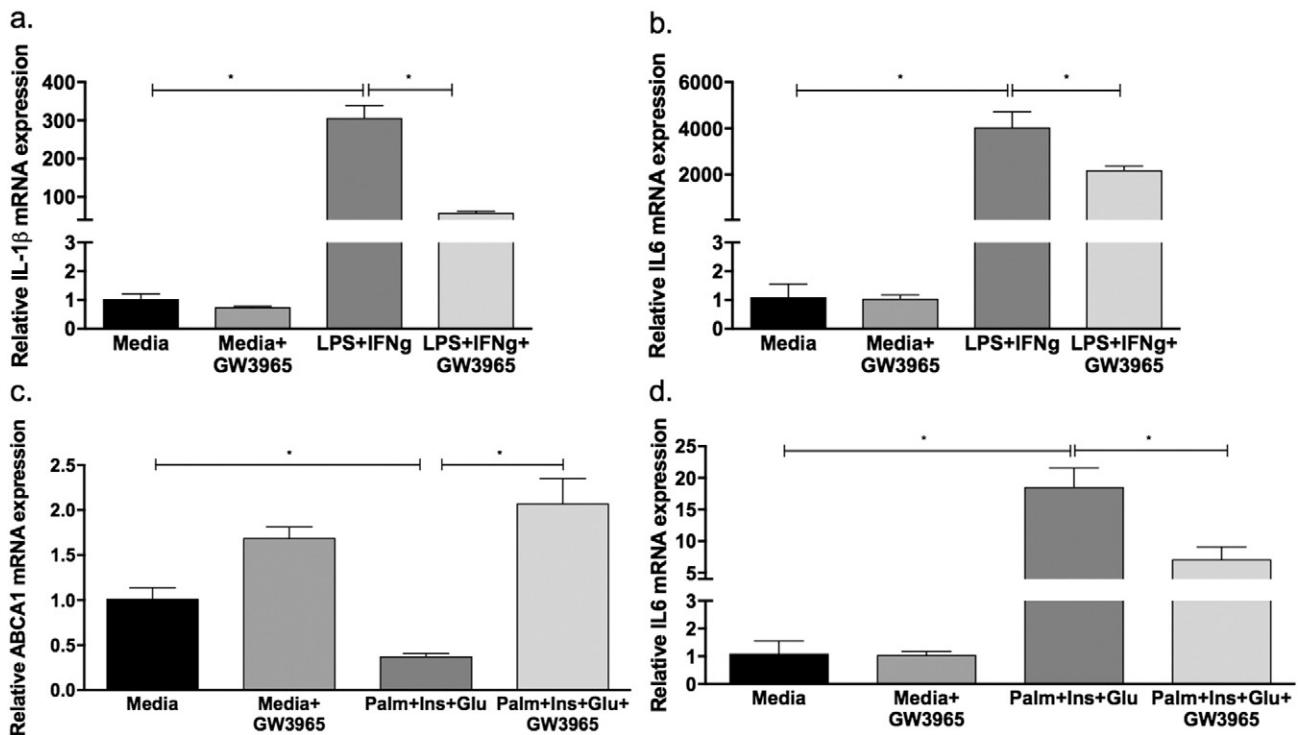 a.
Relative IL-1β mRNA expression
400
300
200
100
3
2
1
0
*
*
Media
Media+
GW3965
LPS+IFNg
LPS+IFNg+
GW3965
b.
Relative IL6 mRNA expression
6000
4000
2000
3
2
1
0
*
*
Media
Media+
GW3965
LPS+IFNg
LPS+IFNg+
GW3965
c.
Relative ABCA1 mRNA expression
2.5
2.0
1.5
1.0
0.5
0.0
*
*
Media
Media+
GW3965
Palm+Ins+Glu
Palm+Ins+Glu+
GW3965
d.
Relative IL6 mRNA expression
25
20
15
10
5
3
2
1
0
*
*
Media
Media+
GW3965
Palm+Ins+Glu
Palm+Ins+Glu+
GW3965